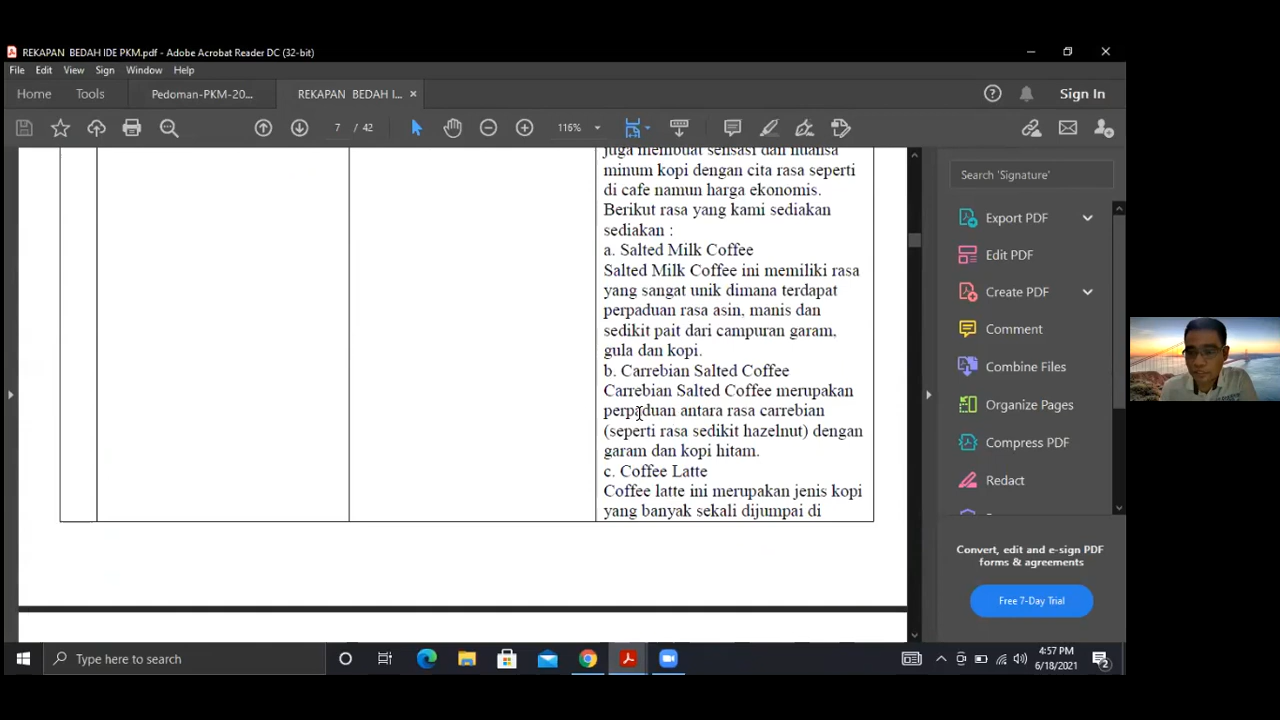 REKAPAN BEDAH IDE PKM.pdf - Adobe Acrobat Reader DC (32-bit)
File Edit View Sign Window Help
Home Tools Pedoman-PKM-20... REKAPAN BEDAH I... Sign In
7 / 42 116%
juga membuat sensasi dan nuansa
minum kopi dengan cita rasa seperti
di cafe namun harga ekonomis.
Berikut rasa yang kami sediakan
sediakan :
a. Salted Milk Coffee
Salted Milk Coffee ini memiliki rasa
yang sangat unik dimana terdapat
perpaduan rasa asin, manis dan
sedikit pait dari campuran garam,
gula dan kopi.
b. Carrebian Salted Coffee
Carrebian Salted Coffee merupakan
perpaduan antara rasa carrebian
(seperti rasa sedikit hazelnut) dengan
garam dan kopi hitam.
c. Coffee Latte
Coffee latte ini merupakan jenis kopi
yang banyak sekali dijumpai di
Search 'Signature'
Export PDF
Edit PDF
Create PDF
Comment
Combine Files
Organize Pages
Compress PDF
Redact
Convert, edit and e-sign PDF
forms & agreements
Free 7-Day Trial
Type here to search
4:57 PM
6/18/2021
2